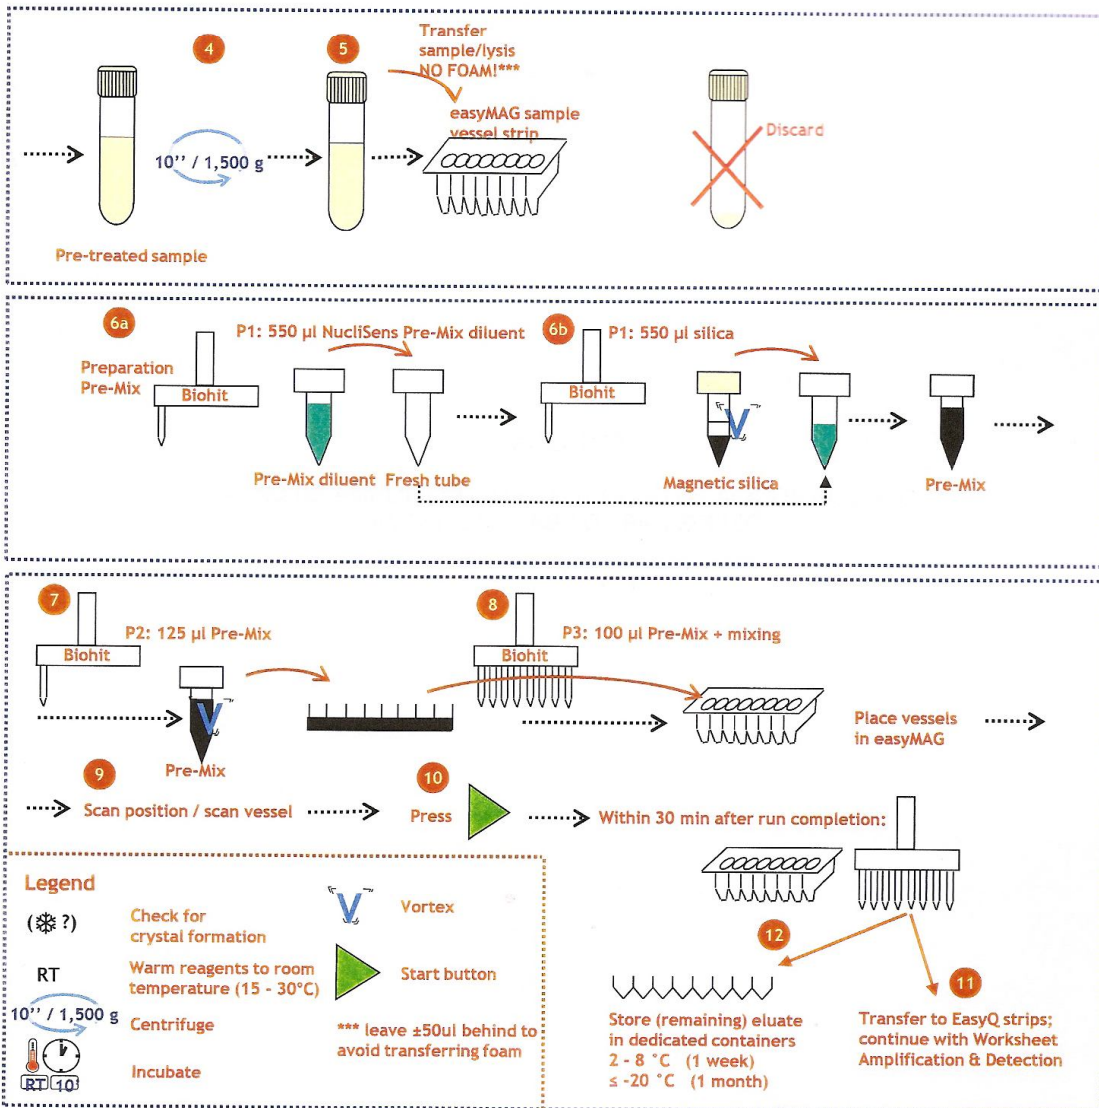 4
5
Transfer
sample/lysis
NO FOAM!***
easyMAG sample
vessel strip
Discard
10’’ / 1,500 g
Pre-treated sample
6a
P1: 550 µl NucliSens Pre-Mix diluent
6b
P1: 550 µl silica
Preparation
Pre-Mix
Biohit
Biohit
V
Pre-Mix diluent
Fresh tube
Magnetic silica
Pre-Mix
7
P2: 125 µl Pre-Mix
8
P3: 100 µl Pre-Mix + mixing
Biohit
Biohit
V
Pre-Mix
Place vessels
in easyMAG
9
Scan position / scan vessel
10
Press
Within 30 min after run completion:
Legend
(❄?)
Check for
crystal formation
RT
Warm reagents to room
temperature (15 - 30°C)
10’’ / 1,500 g
Centrifuge
RT 10'
Incubate
V
Vortex
Start button
*** leave ±50ul behind to
avoid transferring foam
12
Store (remaining) eluate
in dedicated containers
2 - 8 °C (1 week)
≤ -20 °C (1 month)
11
Transfer to EasyQ strips;
continue with Worksheet
Amplification & Detection